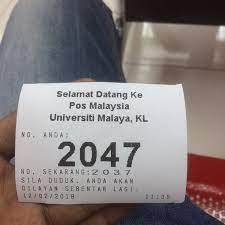 Selamat Datang Ke
Pos Malaysia
Universiti Malaya, KL
NO. ANDA:
2047
NO. SEKARANG:2037
SILA DUDUK. ANDA AKAN
DILAYAN SEBENTAR LAGI.
12/02/2018